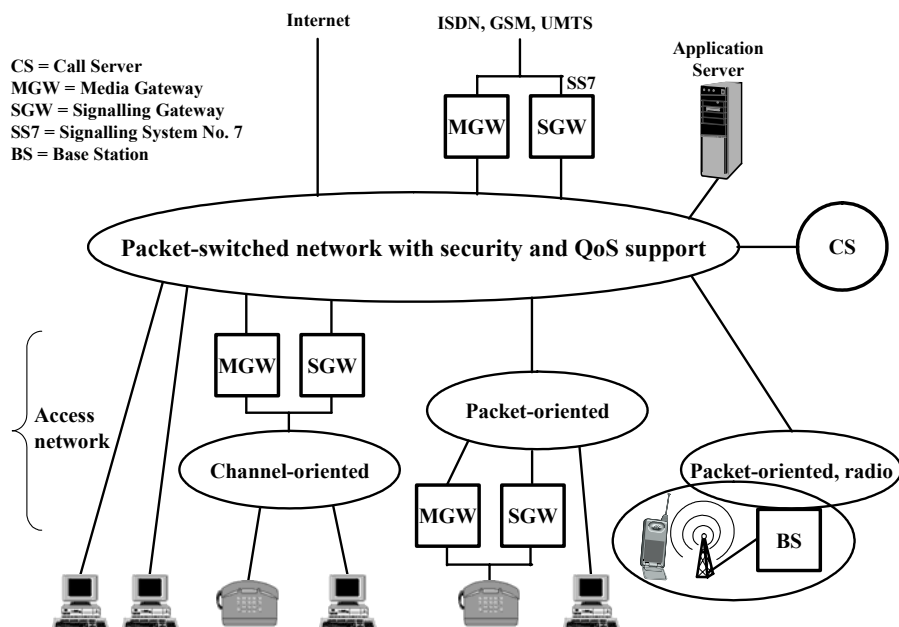 Internet
ISDN, GSM, UMTS
CS = Call Server
MGW = Media Gateway
SGW = Signalling Gateway
SS7 = Signalling System No. 7
BS = Base Station
Application
Server
SS7
MGW
SGW
Packet-switched network with security and QoS support
CS
MGW
SGW
Access
network
Packet-oriented
Channel-oriented
Packet-oriented, radio
MGW
SGW
BS